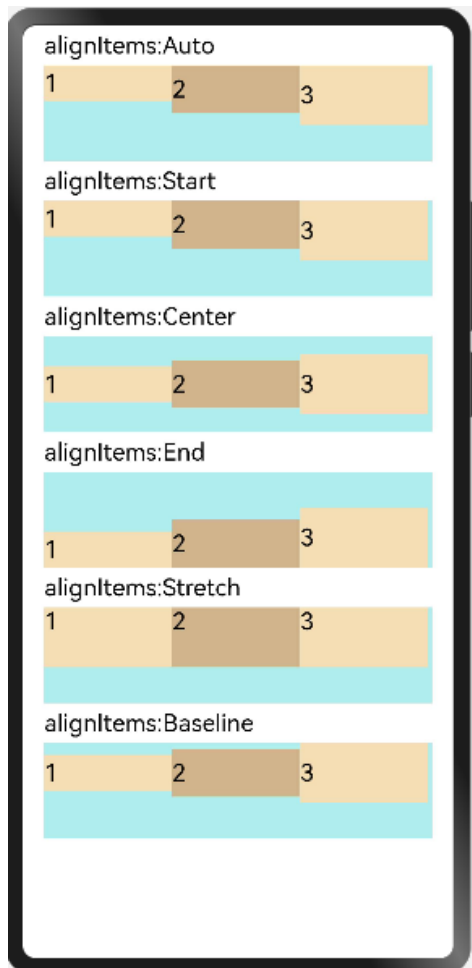 alignItems:Auto
1 2 3
alignItems:Start
1 2 3
alignItems:Center
1 2 3
alignItems:End
1 2 3
alignItems:Stretch
1 2 3
alignItems:Baseline
1 2 3